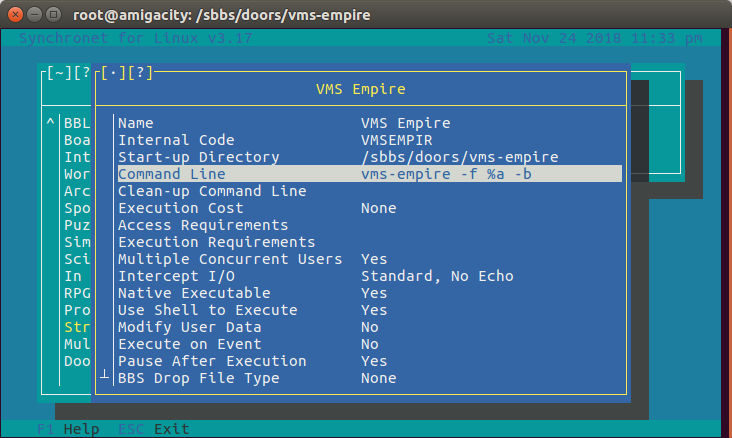 root@amigacity: /sbbs/doors/vms-empire
Synchronet for Linux v3.17 Sat Nov 24 2018 11:33 pm
[~][? [·][?]
VMS Empire
^ BBL Name VMS Empire
Boa Internal Code VMSEMPIR
Int Start-up Directory /sbbs/doors/vms-empire
Wor Command Line vms-empire -f %a -b
Arc Clean-up Command Line
Spo Execution Cost None
Puz Access Requirements
Sim Execution Requirements
Sci Multiple Concurrent Users Yes
In Intercept I/O Standard, No Echo
RPG Native Executable Yes
Pro Use Shell to Execute Yes
Str Modify User Data No
Mul Execute on Event No
Doo Pause After Execution Yes
BBS Drop File Type None
F1 Help ESC Exit